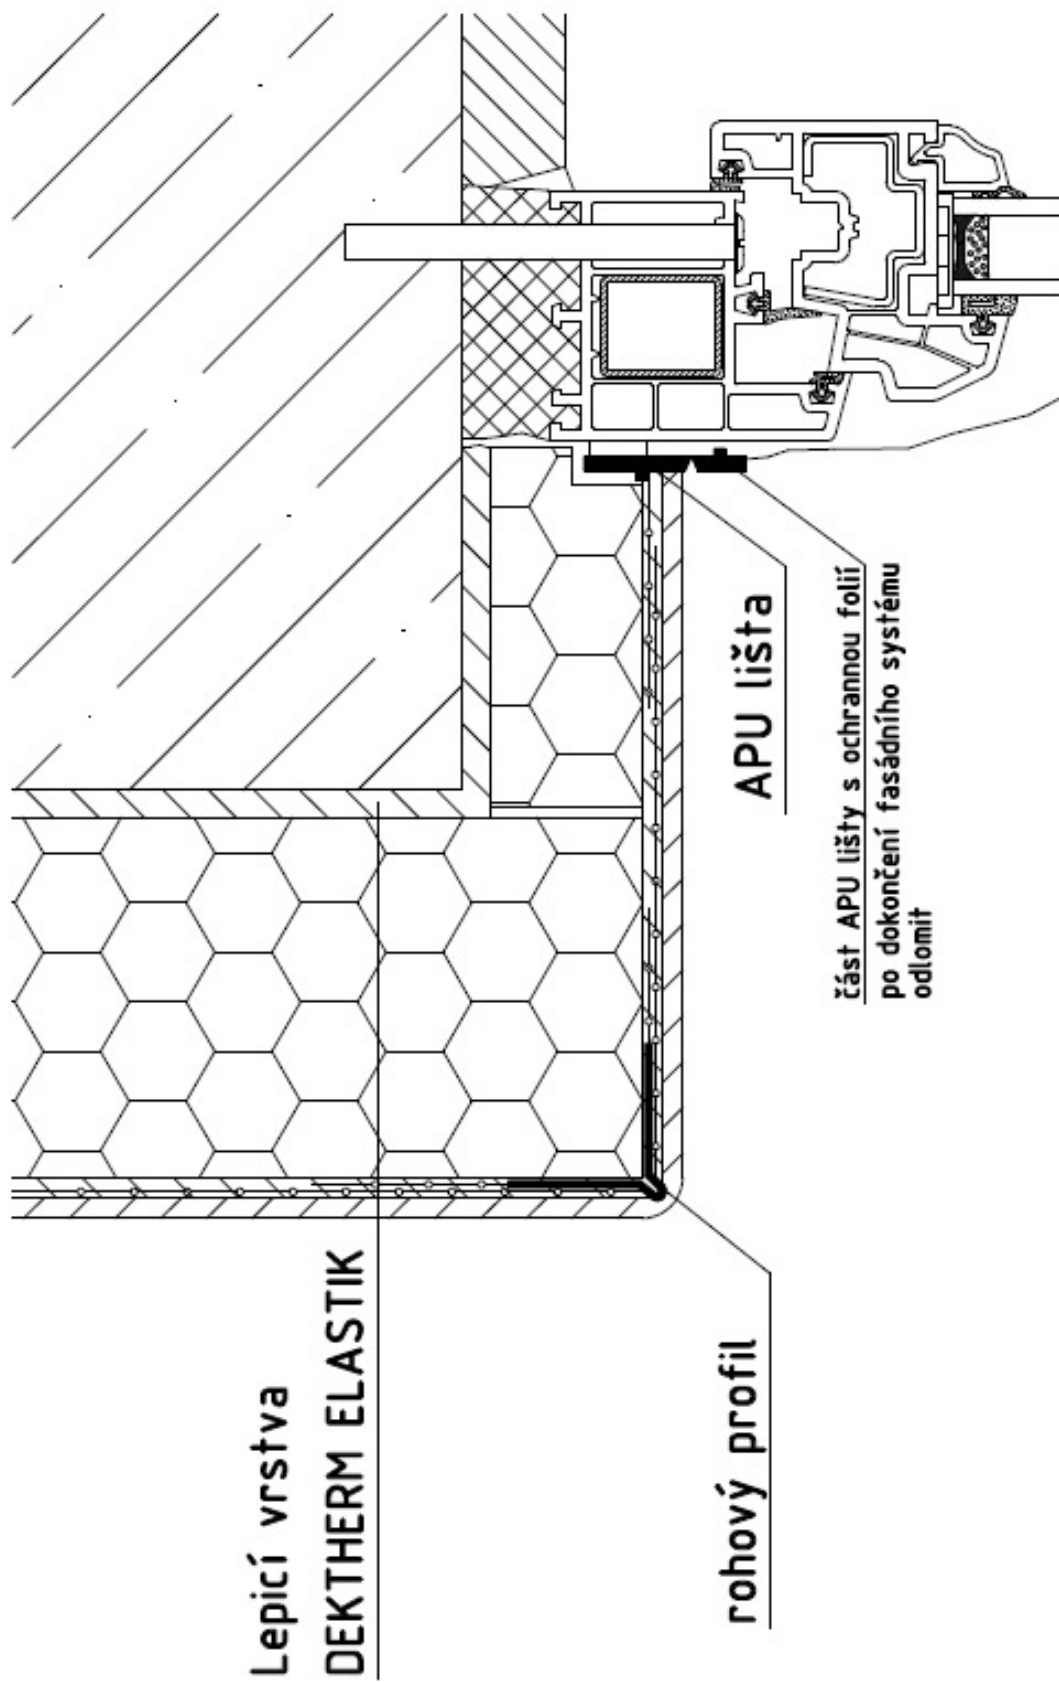 Lepicí vrstva
DEKTHERM ELASTIK
rohový profil
APU lišta
část APU lišty s ochrannou folií
po dokončení fasádního systému
odlomit